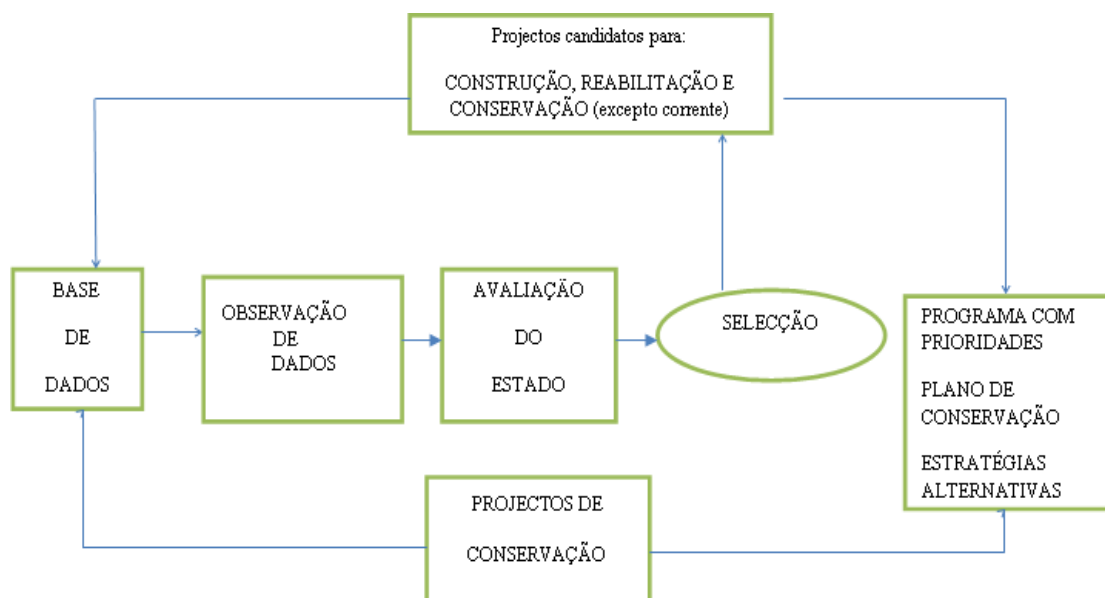 Projectos candidatos para:
CONSTRUÇÃO, REABILITAÇÃO E
CONSERVAÇÃO (excepto corrente)
BASE
DE
DADOS
OBSERVAÇÃO
DE
DADOS
AVALIAÇÃO
DO
ESTADO
SELECÇÃO
PROGRAMA COM
PRIORIDADES
PLANO DE
CONSERVAÇÃO
ESTRATÉGIAS
ALTERNATIVAS
PROJECTOS DE
CONSERVAÇÃO